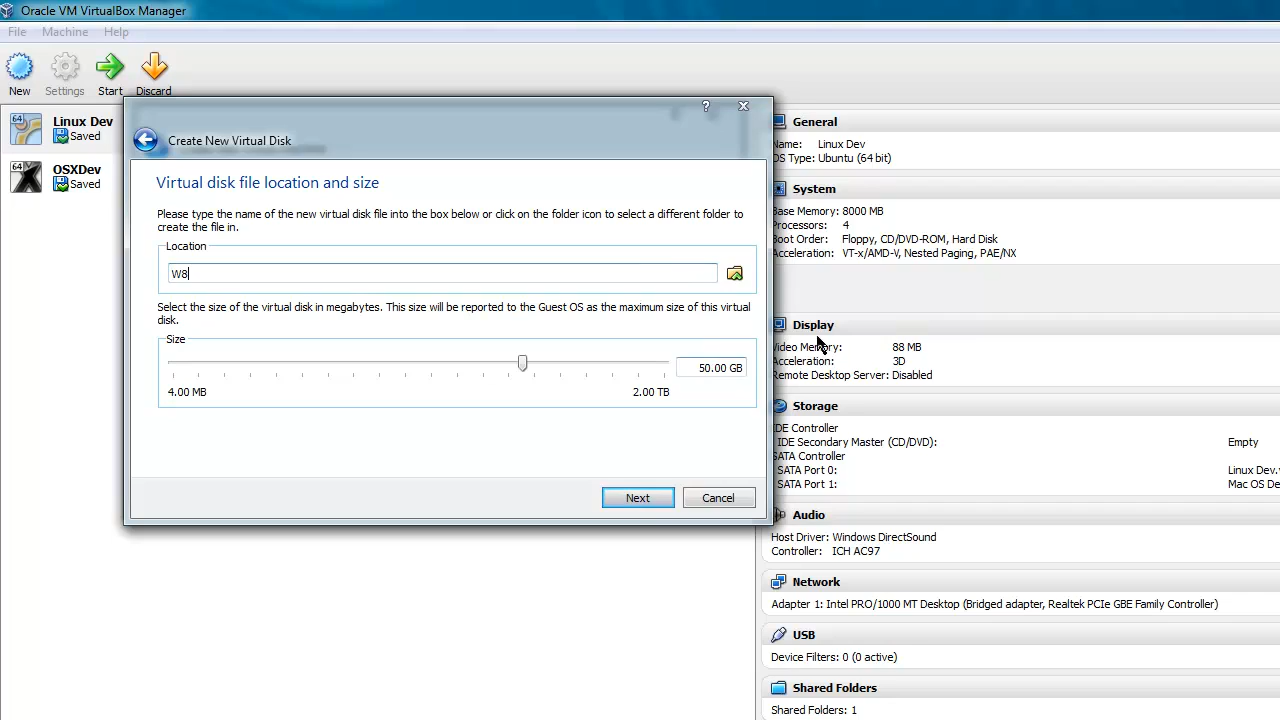 Oracle VM VirtualBox Manager
File Machine Help
New Settings Start Discard
64 Linux Dev
Saved
64 OSXDev
Saved
?
Create New Virtual Disk
Virtual disk file location and size
Please type the name of the new virtual disk file into the box below or click on the folder icon to select a different folder to
create the file in.
Location
W8
Select the size of the virtual disk in megabytes. This size will be reported to the Guest OS as the maximum size of this virtual
disk.
Size
50.00 GB
4.00 MB 2.00 TB
Next Cancel
General
Name: Linux Dev
OS Type: Ubuntu (64 bit)
System
Base Memory: 8000 MB
Processors: 4
Boot Order: Floppy, CD/DVD-ROM, Hard Disk
Acceleration: VT-x/AMD-V, Nested Paging, PAE/NX
Display
Video Memory: 88 MB
Acceleration: 3D
Remote Desktop Server: Disabled
Storage
IDE Controller
IDE Secondary Master (CD/DVD): Empty
SATA Controller
SATA Port 0: Linux Dev.
SATA Port 1: Mac OS De
Audio
Host Driver: Windows DirectSound
Controller: ICH AC97
Network
Adapter 1: Intel PRO/1000 MT Desktop (Bridged adapter, Realtek PCIe GBE Family Controller)
USB
Device Filters: 0 (0 active)
Shared Folders
Shared Folders: 1